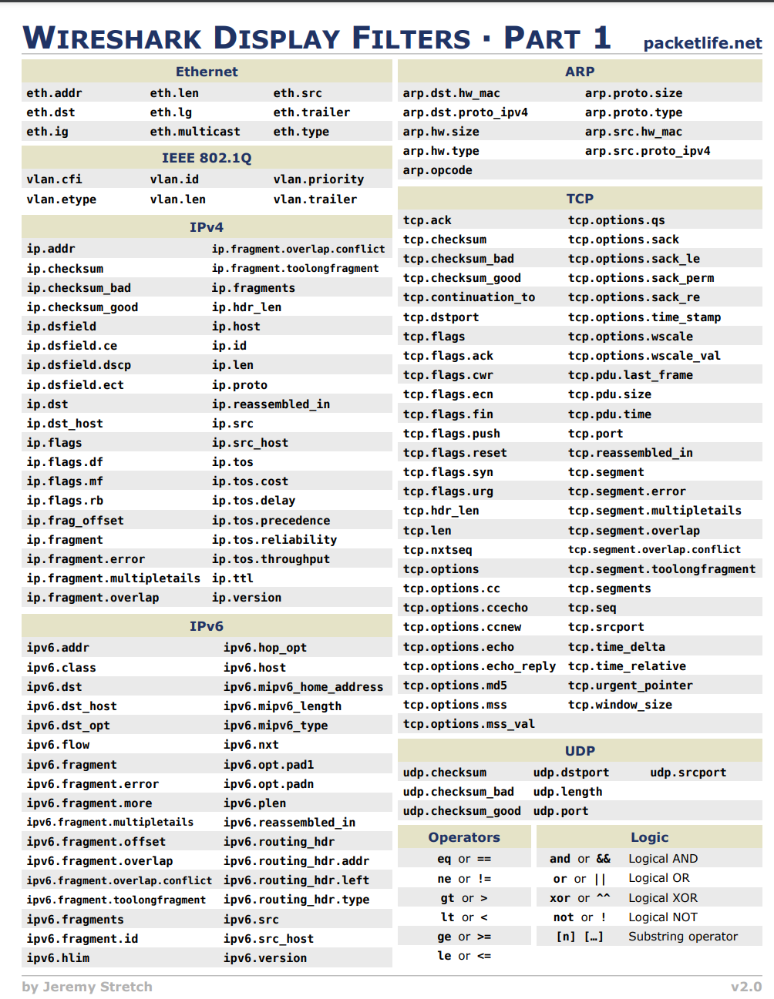 WIRESHARK DISPLAY FILTERS · PART 1 packetlife.net
Ethernet
eth.addr eth.len eth.src
eth.dst eth.lg eth.trailer
eth.ig eth.multicast eth.type
IEEE 802.1Q
vlan.cfi vlan.id vlan.priority
vlan.etype vlan.len vlan.trailer
IPv4
ip.addr ip.fragment.overlap.conflict
ip.checksum ip.fragment.toolongfragment
ip.checksum_bad ip.fragments
ip.checksum_good ip.hdr_len
ip.dsfield ip.host
ip.dsfield.ce ip.id
ip.dsfield.dscp ip.len
ip.dsfield.ect ip.proto
ip.dst ip.reassembled_in
ip.dst_host ip.src
ip.flags ip.src_host
ip.flags.df ip.tos
ip.flags.mf ip.tos.cost
ip.flags.rb ip.tos.delay
ip.frag_offset ip.tos.precedence
ip.fragment ip.tos.reliability
ip.fragment.error ip.tos.throughput
ip.fragment.multipletails ip.ttl
ip.fragment.overlap ip.version
IPv6
ipv6.addr ipv6.hop_opt
ipv6.class ipv6.host
ipv6.dst ipv6.mipv6_home_address
ipv6.dst_host ipv6.mipv6_length
ipv6.dst_opt ipv6.mipv6_type
ipv6.flow ipv6.nxt
ipv6.fragment ipv6.opt.pad1
ipv6.fragment.error ipv6.opt.padn
ipv6.fragment.more ipv6.plen
ipv6.fragment.multipletails ipv6.reassembled_in
ipv6.fragment.offset ipv6.routing_hdr
ipv6.fragment.overlap ipv6.routing_hdr.addr
ipv6.fragment.overlap.conflict ipv6.routing_hdr.left
ipv6.fragment.toolongfragment ipv6.routing_hdr.type
ipv6.fragments ipv6.src
ipv6.fragment.id ipv6.src_host
ipv6.hlim ipv6.version
ARP
arp.dst.hw_mac arp.proto.size
arp.dst.proto_ipv4 arp.proto.type
arp.hw.size arp.src.hw_mac
arp.hw.type arp.src.proto_ipv4
arp.opcode
TCP
tcp.ack tcp.options.qs
tcp.checksum tcp.options.sack
tcp.checksum_bad tcp.options.sack_le
tcp.checksum_good tcp.options.sack_perm
tcp.continuation_to tcp.options.sack_re
tcp.dstport tcp.options.time_stamp
tcp.flags tcp.options.wscale
tcp.flags.ack tcp.options.wscale_val
tcp.flags.cwr tcp.pdu.last_frame
tcp.flags.ecn tcp.pdu.size
tcp.flags.fin tcp.pdu.time
tcp.flags.push tcp.port
tcp.flags.reset tcp.reassembled_in
tcp.flags.syn tcp.segment
tcp.flags.urg tcp.segment.error
tcp.hdr_len tcp.segment.multipletails
tcp.len tcp.segment.overlap
tcp.nxtseq tcp.segment.overlap.conflict
tcp.options tcp.segment.toolongfragment
tcp.options.cc tcp.segments
tcp.options.ccecho tcp.seq
tcp.options.ccnew tcp.srcport
tcp.options.echo tcp.time_delta
tcp.options.echo_reply tcp.time_relative
tcp.options.md5 tcp.urgent_pointer
tcp.options.mss tcp.window_size
tcp.options.mss_val
UDP
udp.checksum udp.dstport udp.srcport
udp.checksum_bad udp.length
udp.checksum_good udp.port
Operators
eq or ==
ne or !=
gt or >
lt or <
ge or >=
le or <=
Logic
and or && Logical AND
or or || Logical OR
xor or ^^ Logical XOR
not or ! Logical NOT
[n] […] Substring operator
by Jeremy Stretch v2.0